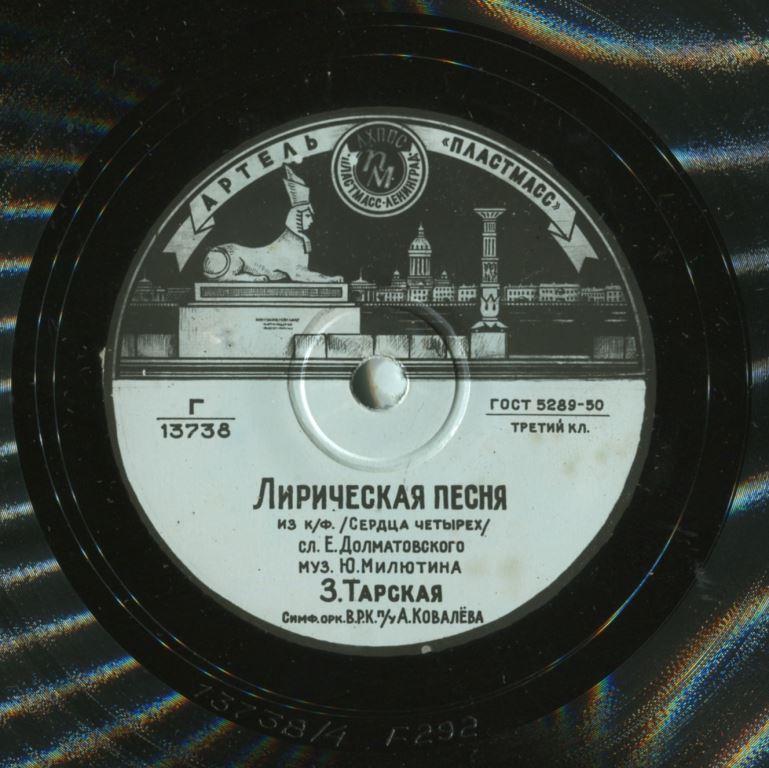 АРТЕЛЬ
ЛХПОС
ПМ
"ПЛАСТМАСС-ЛЕНИНГРАД"
«ПЛАСТМАСС»
Г
13738
ГОСТ 5289-50
ТРЕТИЙ КЛ.
ЛИРИЧЕСКАЯ ПЕСНЯ
ИЗ К/Ф. /СЕРДЦА ЧЕТЫРЕХ/
СЛ. Е. ДОЛМАТОВСКОГО
МУЗ. Ю. МИЛЮТИНА
З. ТАРСКАЯ
СИМФ. ОРК. В.Р.К. П/У А. КОВАЛЁВА
13738/4 F292